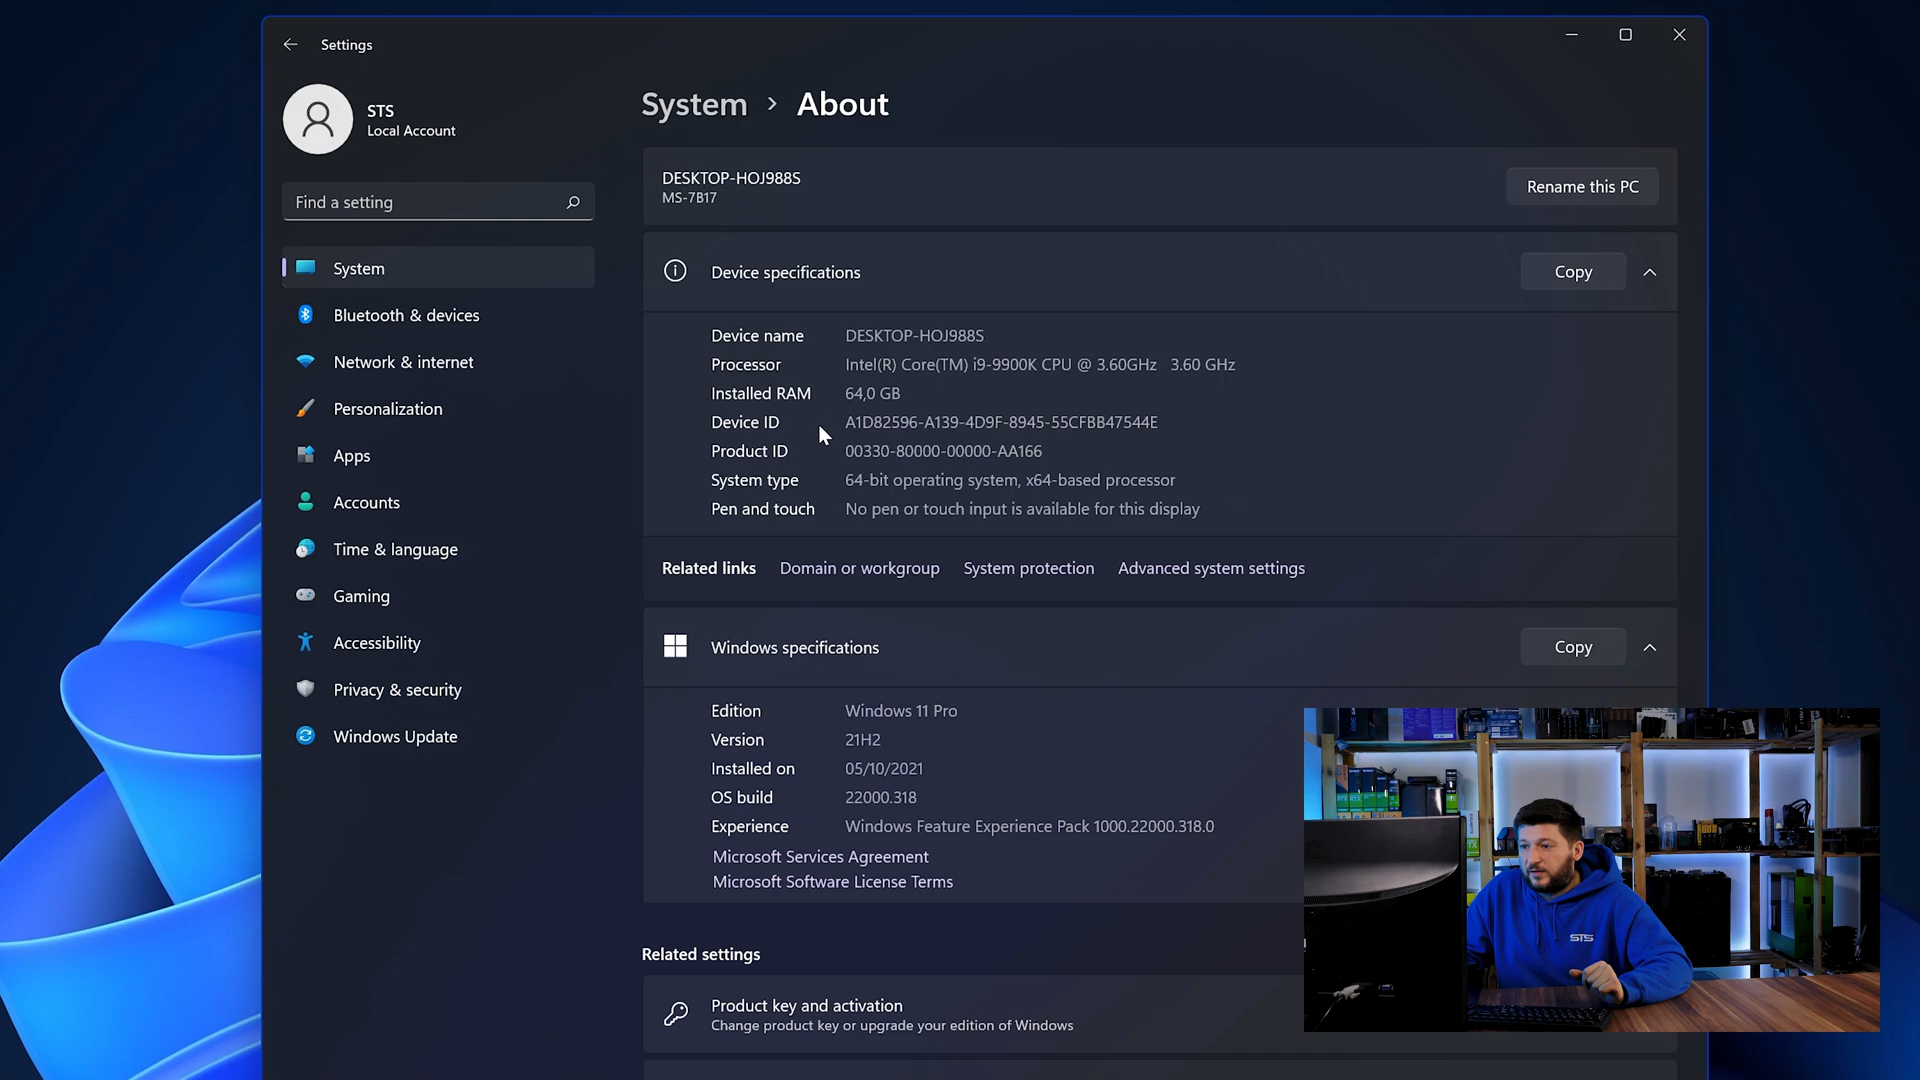 Settings
STS
Local Account
Find a setting
System
Bluetooth & devices
Network & internet
Personalization
Apps
Accounts
Time & language
Gaming
Accessibility
Privacy & security
Windows Update
System > About
DESKTOP-HOJ988S
MS-7B17
Rename this PC
Device specifications
Copy
Device name DESKTOP-HOJ988S
Processor Intel(R) Core(TM) i9-9900K CPU @ 3.60GHz 3.60 GHz
Installed RAM 64,0 GB
Device ID A1D82596-A139-4D9F-8945-55CFBB47544E
Product ID 00330-80000-00000-AA166
System type 64-bit operating system, x64-based processor
Pen and touch No pen or touch input is available for this display
Related links Domain or workgroup System protection Advanced system settings
Windows specifications
Copy
Edition Windows 11 Pro
Version 21H2
Installed on 05/10/2021
OS build 22000.318
Experience Windows Feature Experience Pack 1000.22000.318.0
Microsoft Services Agreement
Microsoft Software License Terms
Related settings
Product key and activation
Change product key or upgrade your edition of Windows
STS